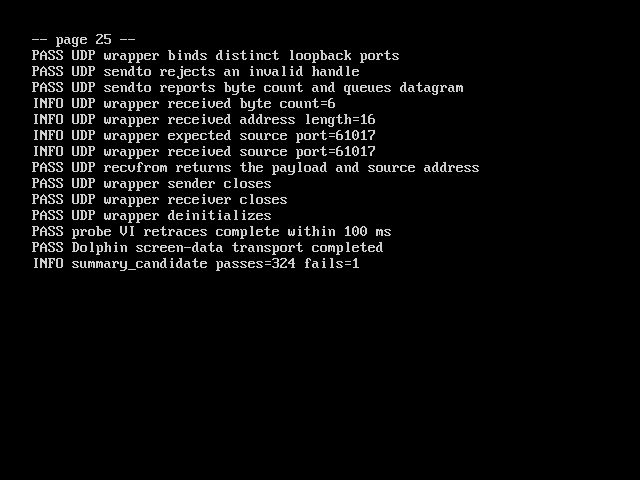 -- page 25 --
PASS UDP wrapper binds distinct loopback ports
PASS UDP sendto rejects an invalid handle
PASS UDP sendto reports byte count and queues datagram
INFO UDP wrapper received byte count=6
INFO UDP wrapper received address length=16
INFO UDP wrapper expected source port=61017
INFO UDP wrapper received source port=61017
PASS UDP recvfrom returns the payload and source address
PASS UDP wrapper sender closes
PASS UDP wrapper receiver closes
PASS UDP wrapper deinitializes
PASS probe VI retraces complete within 100 ms
PASS Dolphin screen-data transport completed
INFO summary_candidate passes=324 fails=1